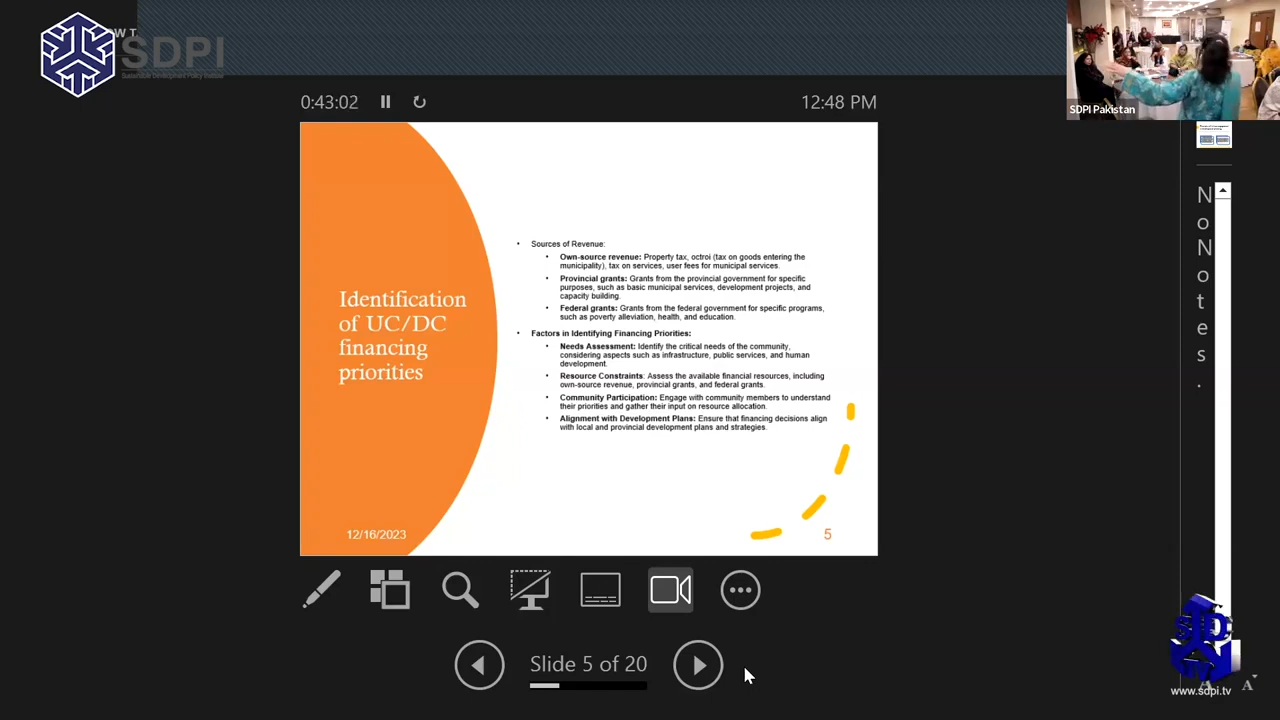 W T
SDPI
Sustainable Development Policy Institute
SDPI Pakistan
0:43:02
12:48 PM
Identification
of UC/DC
financing
priorities
• Sources of Revenue:
• Own-source revenue: Property tax, octroi (tax on goods entering the
municipality), tax on services, user fees for municipal services.
• Provincial grants: Grants from the provincial government for specific
purposes, such as basic municipal services, development projects, and
capacity building.
• Federal grants: Grants from the federal government for specific programs,
such as poverty alleviation, health, and education.
• Factors in Identifying Financing Priorities:
• Needs Assessment: Identify the critical needs of the community,
considering aspects such as infrastructure, public services, and human
development.
• Resource Constraints: Assess the available financial resources, including
own-source revenue, provincial grants, and federal grants.
• Community Participation: Engage with community members to understand
their priorities and gather their input on resource allocation.
• Alignment with Development Plans: Ensure that financing decisions align
with local and provincial development plans and strategies.
12/16/2023
5
No Notes.
Slide 5 of 20
www.sdpi.tv
A